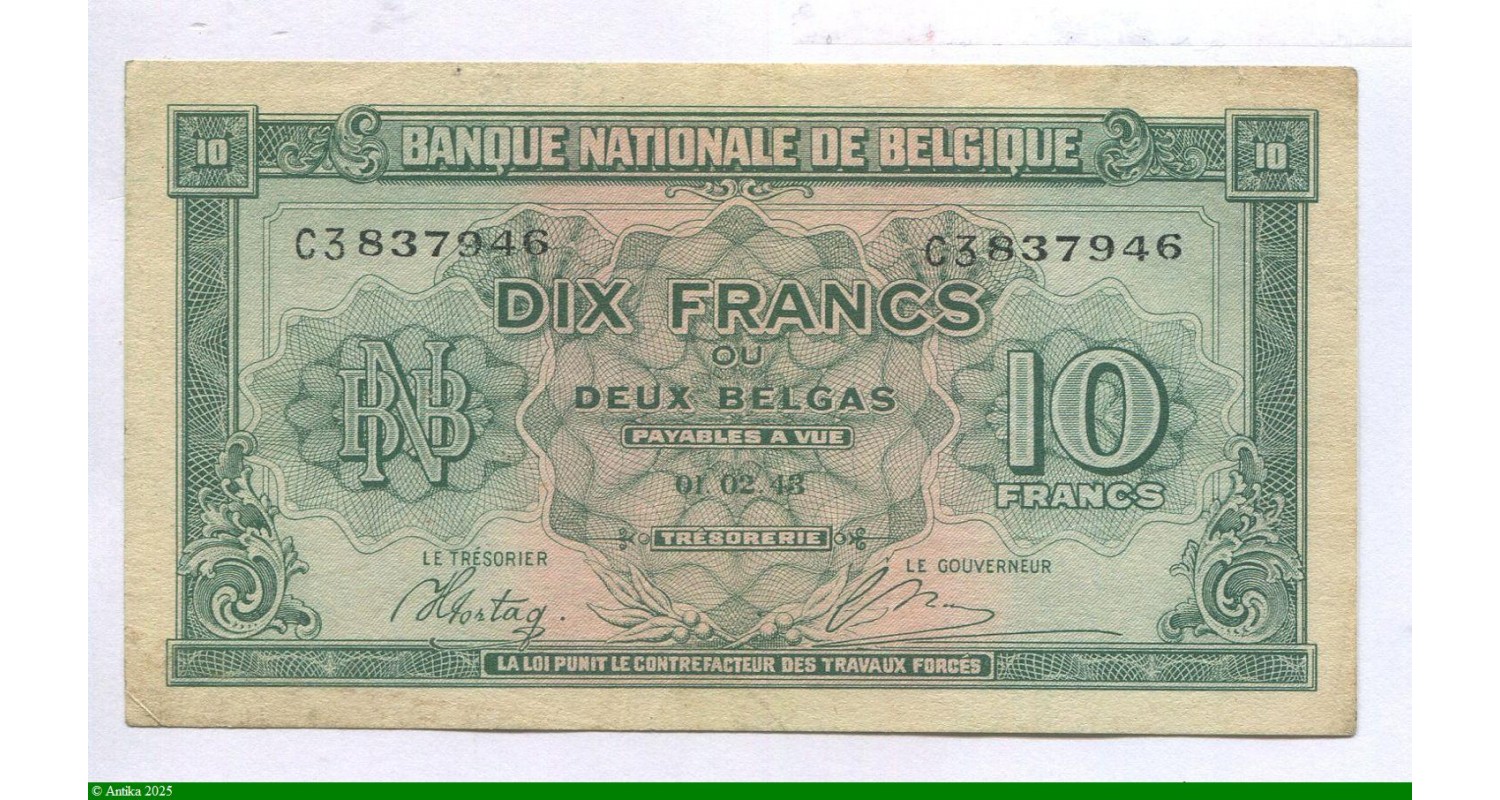 BANQUE NATIONALE DE BELGIQUE
10 10
C3837946 C3837946
DIX FRANCS
OU
DEUX BELGAS
PAYABLES A VUE
BNB
10
FRANCS
01.02.43
TRÉSORERIE
LE TRÉSORIER LE GOUVERNEUR
LA LOI PUNIT LE CONTREFACTEUR DES TRAVAUX FORCÉS
© Antika 2025